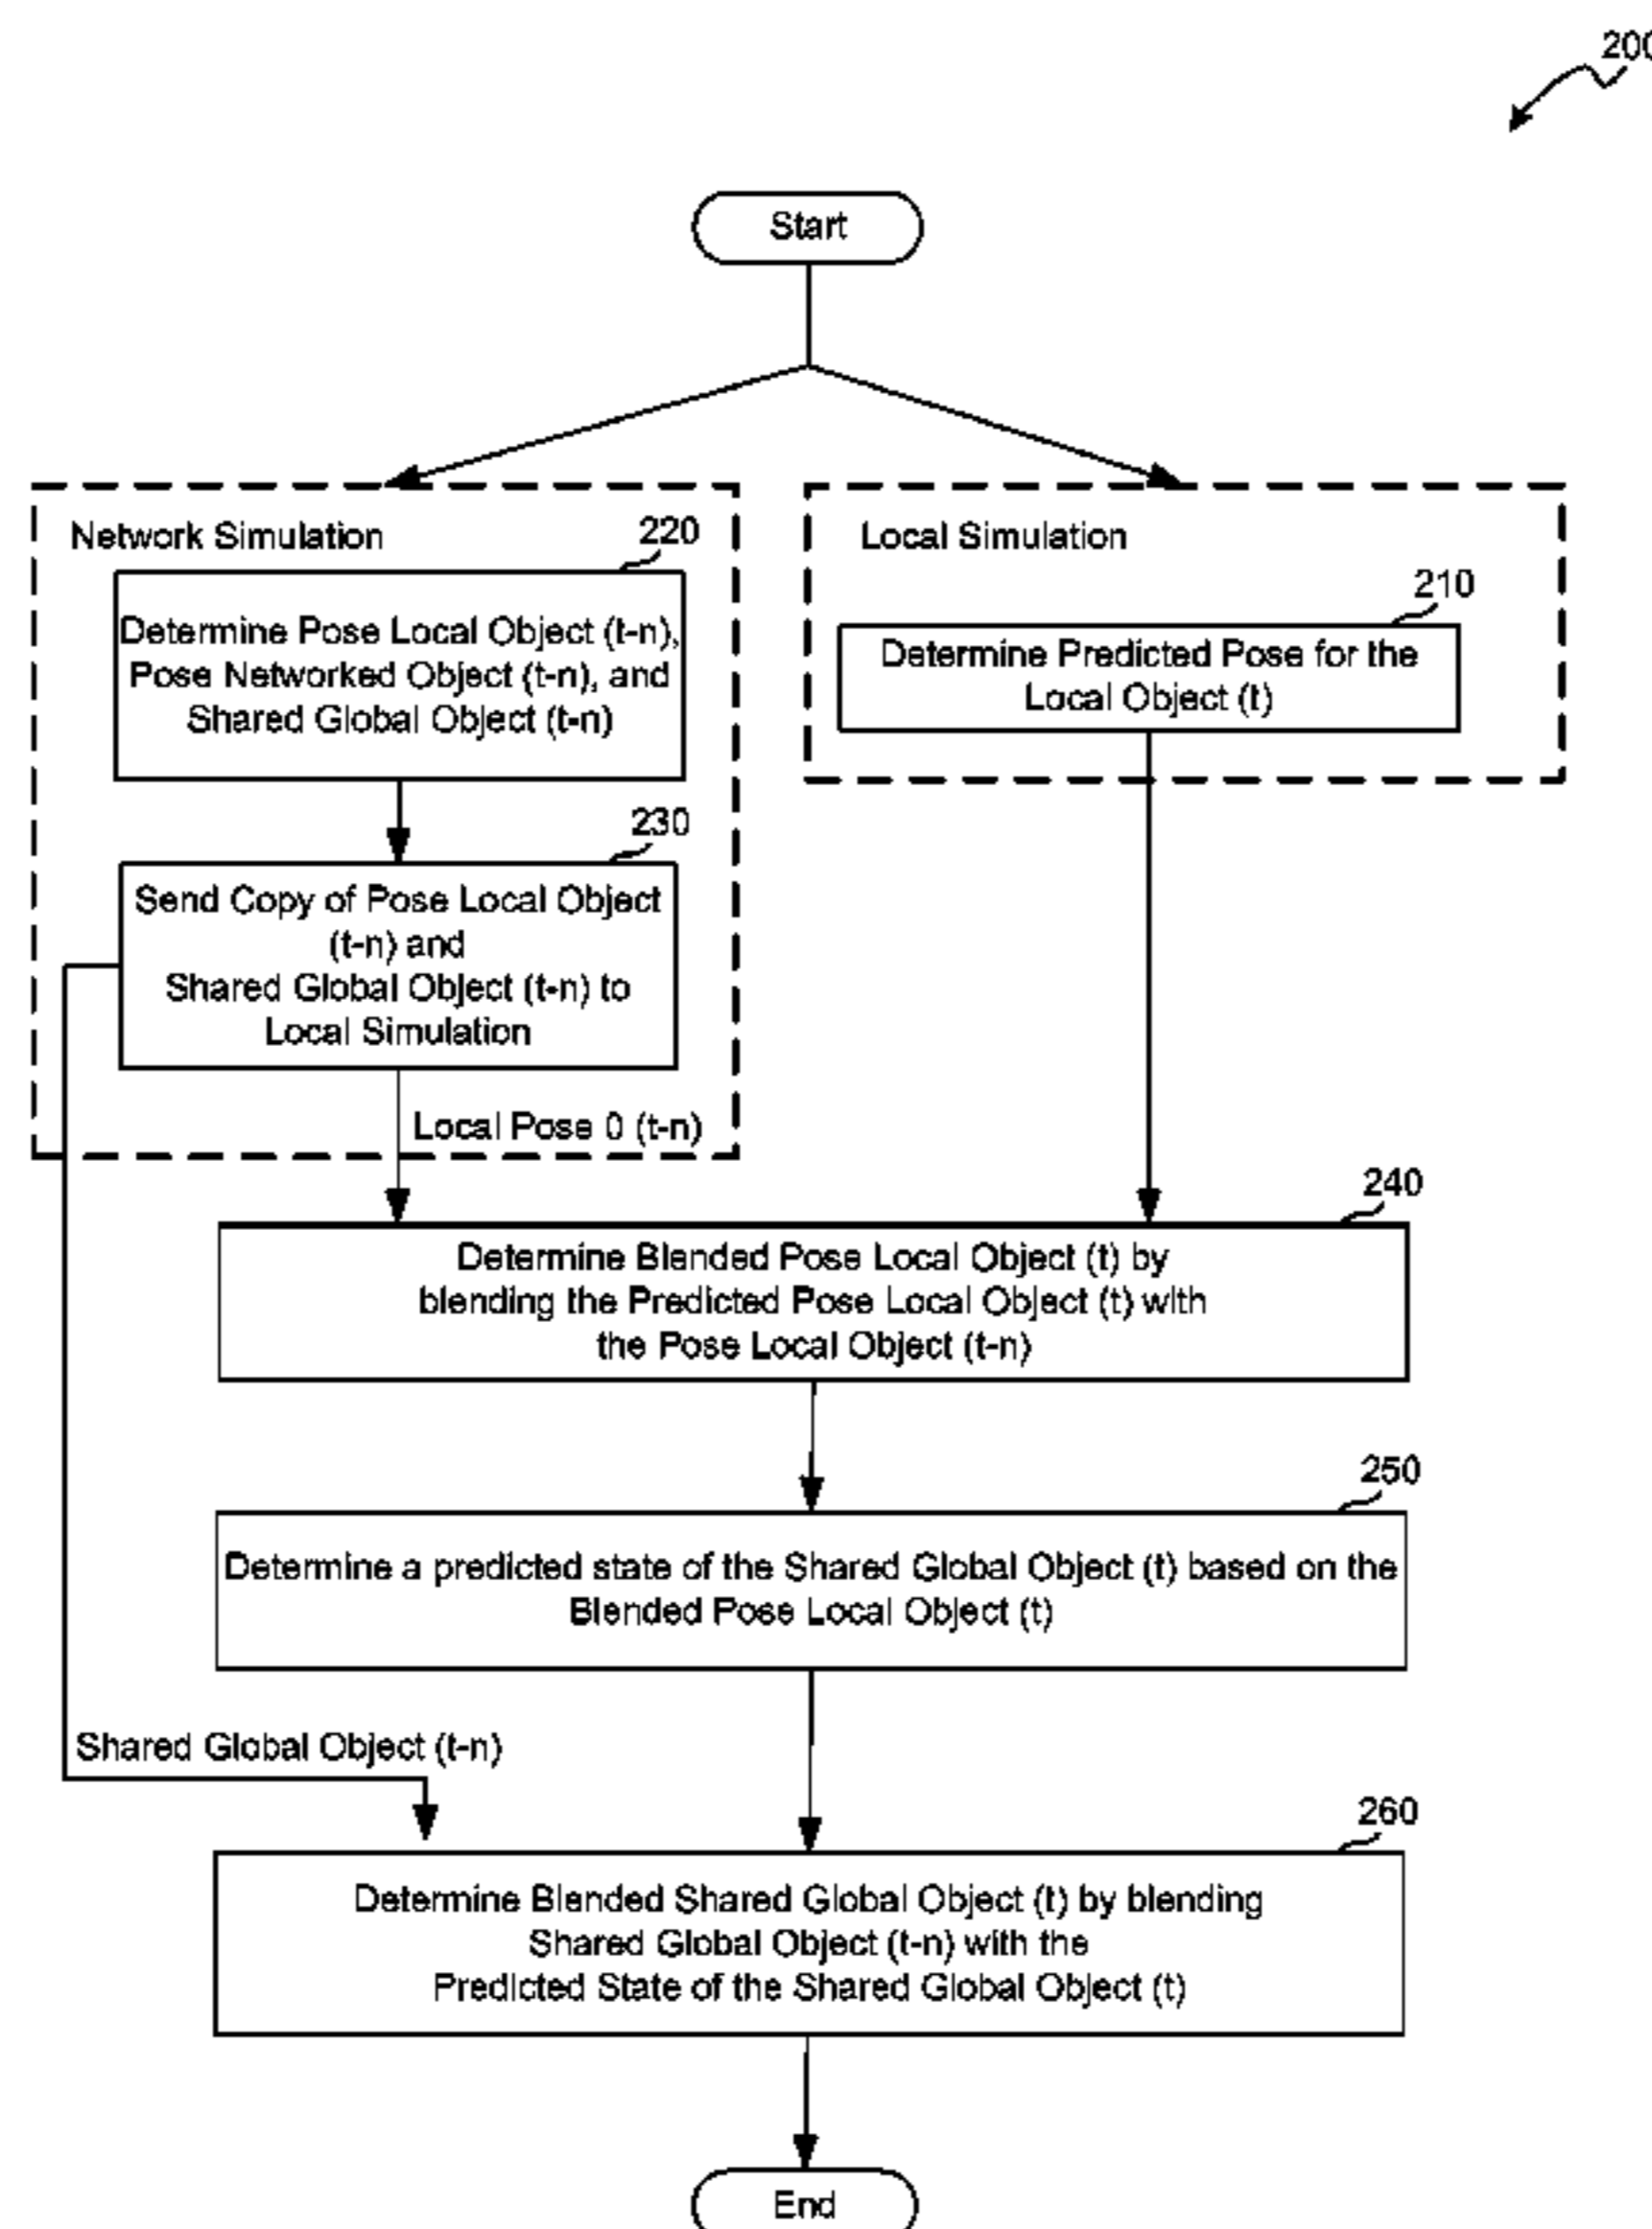 200
Start
Network Simulation
220
Determine Pose Local Object (t-n),
Pose Networked Object (t-n), and
Shared Global Object (t-n)
230
Send Copy of Pose Local Object
(t-n) and
Shared Global Object (t-n) to
Local Simulation
Local Pose 0 (t-n)
Local Simulation
210
Determine Predicted Pose for the
Local Object (t)
240
Determine Blended Pose Local Object (t) by
blending the Predicted Pose Local Object (t) with
the Pose Local Object (t-n)
250
Determine a predicted state of the Shared Global Object (t) based on the
Blended Pose Local Object (t)
Shared Global Object (t-n)
260
Determine Blended Shared Global Object (t) by blending
Shared Global Object (t-n) with the
Predicted State of the Shared Global Object (t)
End